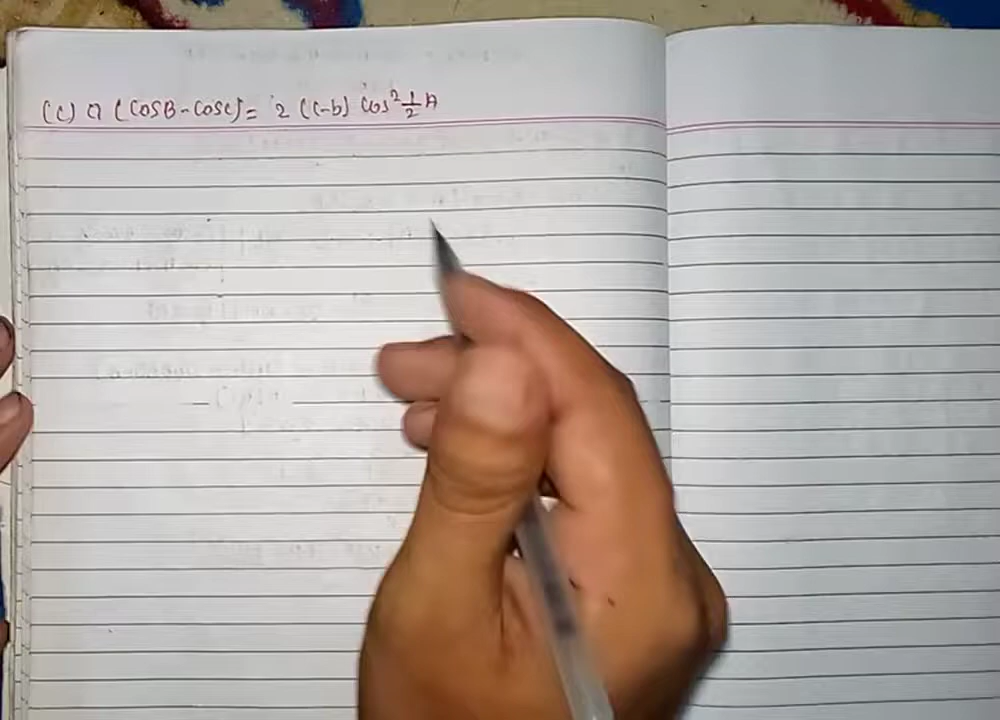 (c) a (CosB - Cosc) = 2 (c-b) Cos² 1/2 A